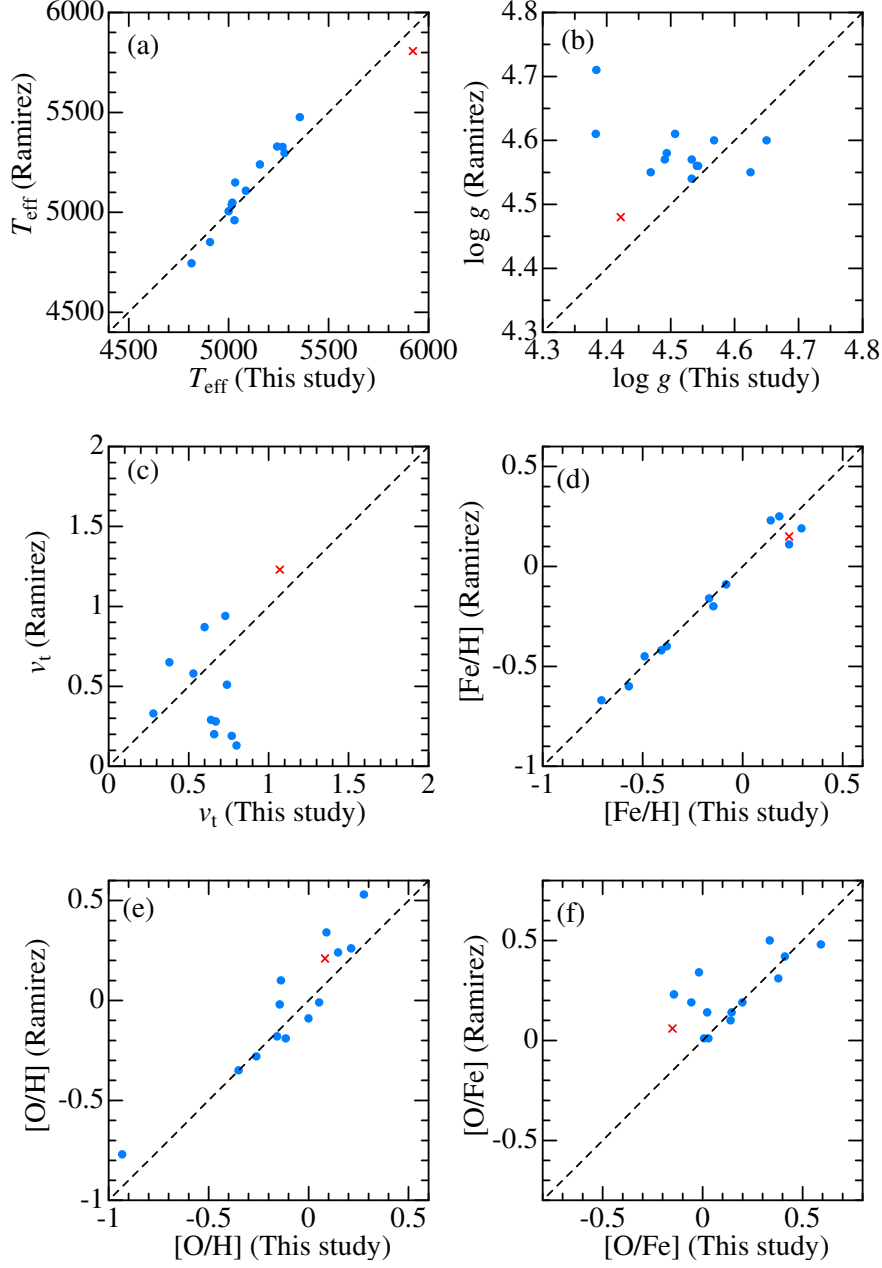 (a)
6000
5500
5000
4500
T_eff (Ramirez)
4500 5000 5500 6000
T_eff (This study)
(b)
4.8
4.7
4.6
4.5
4.4
4.3
log g (Ramirez)
4.3 4.4 4.5 4.6 4.7 4.8
log g (This study)
(c)
2
1.5
1
0.5
0
v_t (Ramirez)
0 0.5 1 1.5 2
v_t (This study)
(d)
0.5
0
-0.5
-1
[Fe/H] (Ramirez)
-1 -0.5 0 0.5
[Fe/H] (This study)
(e)
0.5
0
-0.5
-1
[O/H] (Ramirez)
-1 -0.5 0 0.5
[O/H] (This study)
(f)
0.5
0
-0.5
[O/Fe] (Ramirez)
-0.5 0 0.5
[O/Fe] (This study)